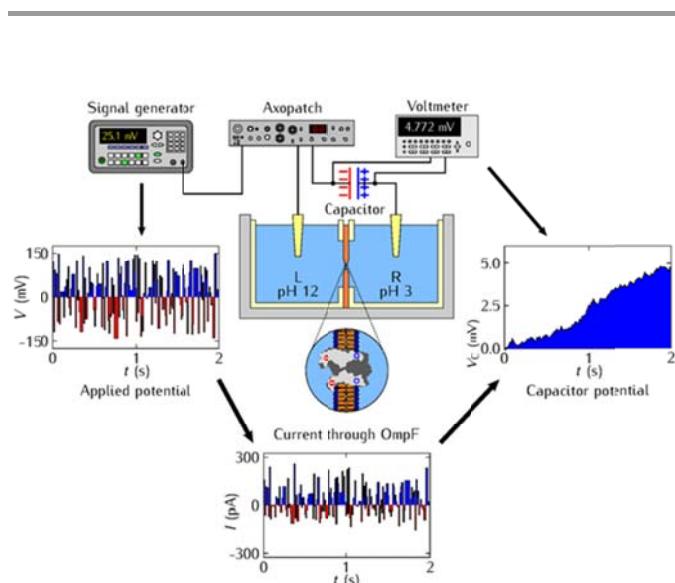 Signal generator
Axopatch
Voltmeter
25.1 mV
4.772 mV
Capacitor
L
pH 12
R
pH 3
150
0
-150
V (mV)
0 1 2
t (s)
Applied potential
5.0
2.5
0.0
V_C (mV)
0 1 2
t (s)
Capacitor potential
Current through OmpF
300
0
-300
I (pA)
0 1 2
t (s)